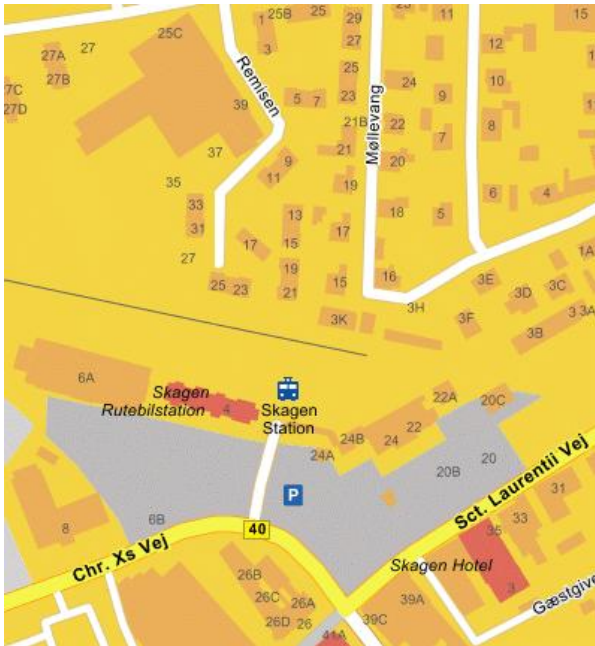 25C
27
27A
27B
27C
27D
1
25B
25
3
29
27
11
15
12
Remisen
25
24
10
39
5
7
23
9
Møllevang
21B
22
8
37
21
7
9
20
35
11
19
6
4
33
13
18
5
31
17
15
17
27
19
16
1A
25
23
21
15
3E
3D
3C
3H
3K
3F
3
3A
3B
6A
Skagen
Rutebilstation
4
Skagen
Station
22A
20C
22
24B
24
24A
20
20B
P
Sct. Laurentii Vej
31
33
35
6B
8
40
Chr. Xs Vej
Skagen Hotel
3
26B
26C
26A
26D
26
39A
39C
41A
Gæstgive